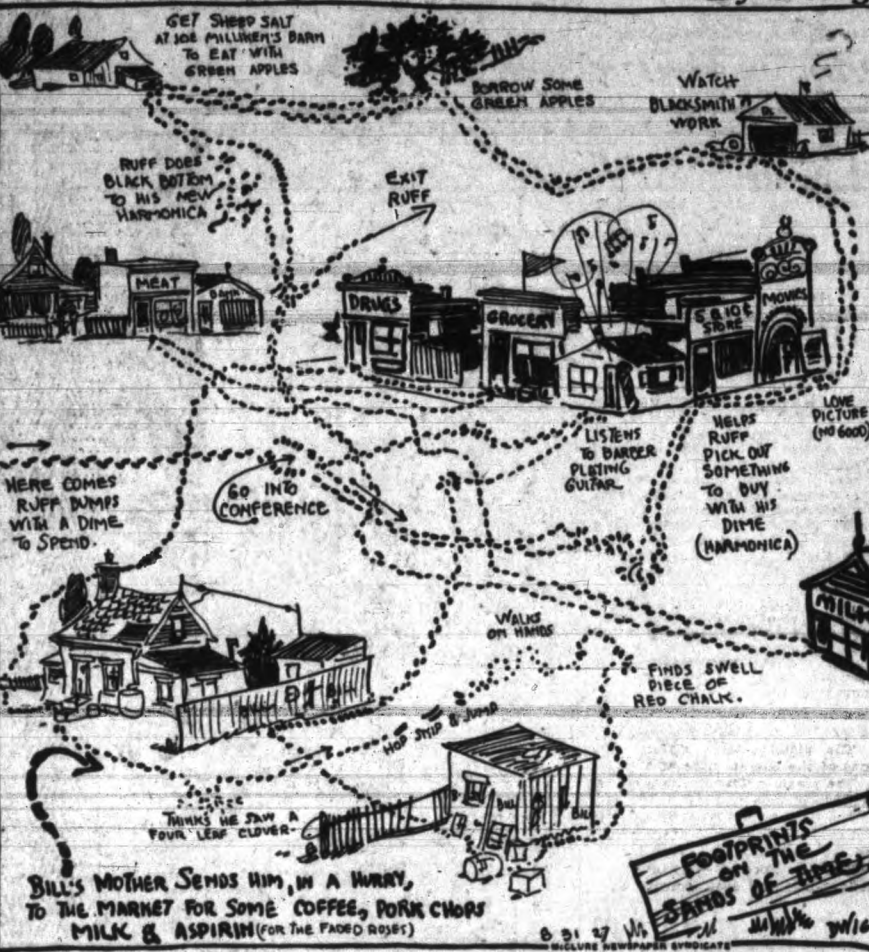 GET SHEEP SALT
AT JOE MILLIKEN'S BARN
TO EAT WITH
GREEN APPLES
BORROW SOME
GREEN APPLES
WATCH
BLACKSMITH
WORK
RUFF DOES
BLACK BOTTOM
TO HIS NEW
HARMONICA
EXIT
RUFF
MEAT
DRUGS
GROCERY
5 & 10¢
STORE
MOVIES
LOVE
PICTURE
(NO GOOD)
LISTENS
TO BARBER
PLAYING
GUITAR
HELPS
RUFF
PICK OUT
SOMETHING
TO BUY
WITH HIS
DIME
(HARMONICA)
HERE COMES
RUFF BUMPS
WITH A DIME
TO SPEND.
GO INTO
CONFERENCE
MILK
WALKS
ON HANDS
FINDS SWELL
PIECE OF
RED CHALK.
HOP SKIP & JUMP
BILL
BILL
BILL
THINKS HE SAW A
FOUR LEAF CLOVER-
BILL'S MOTHER SENDS HIM, IN A HURRY,
TO THE MARKET FOR SOME COFFEE, PORK CHOPS
MILK & ASPIRIN (FOR THE FADED ROSES)
FOOTPRINTS
ON THE
SANDS OF TIME
8 31 27
DWIG
McCLURE NEWSPAPER SYNDICATE